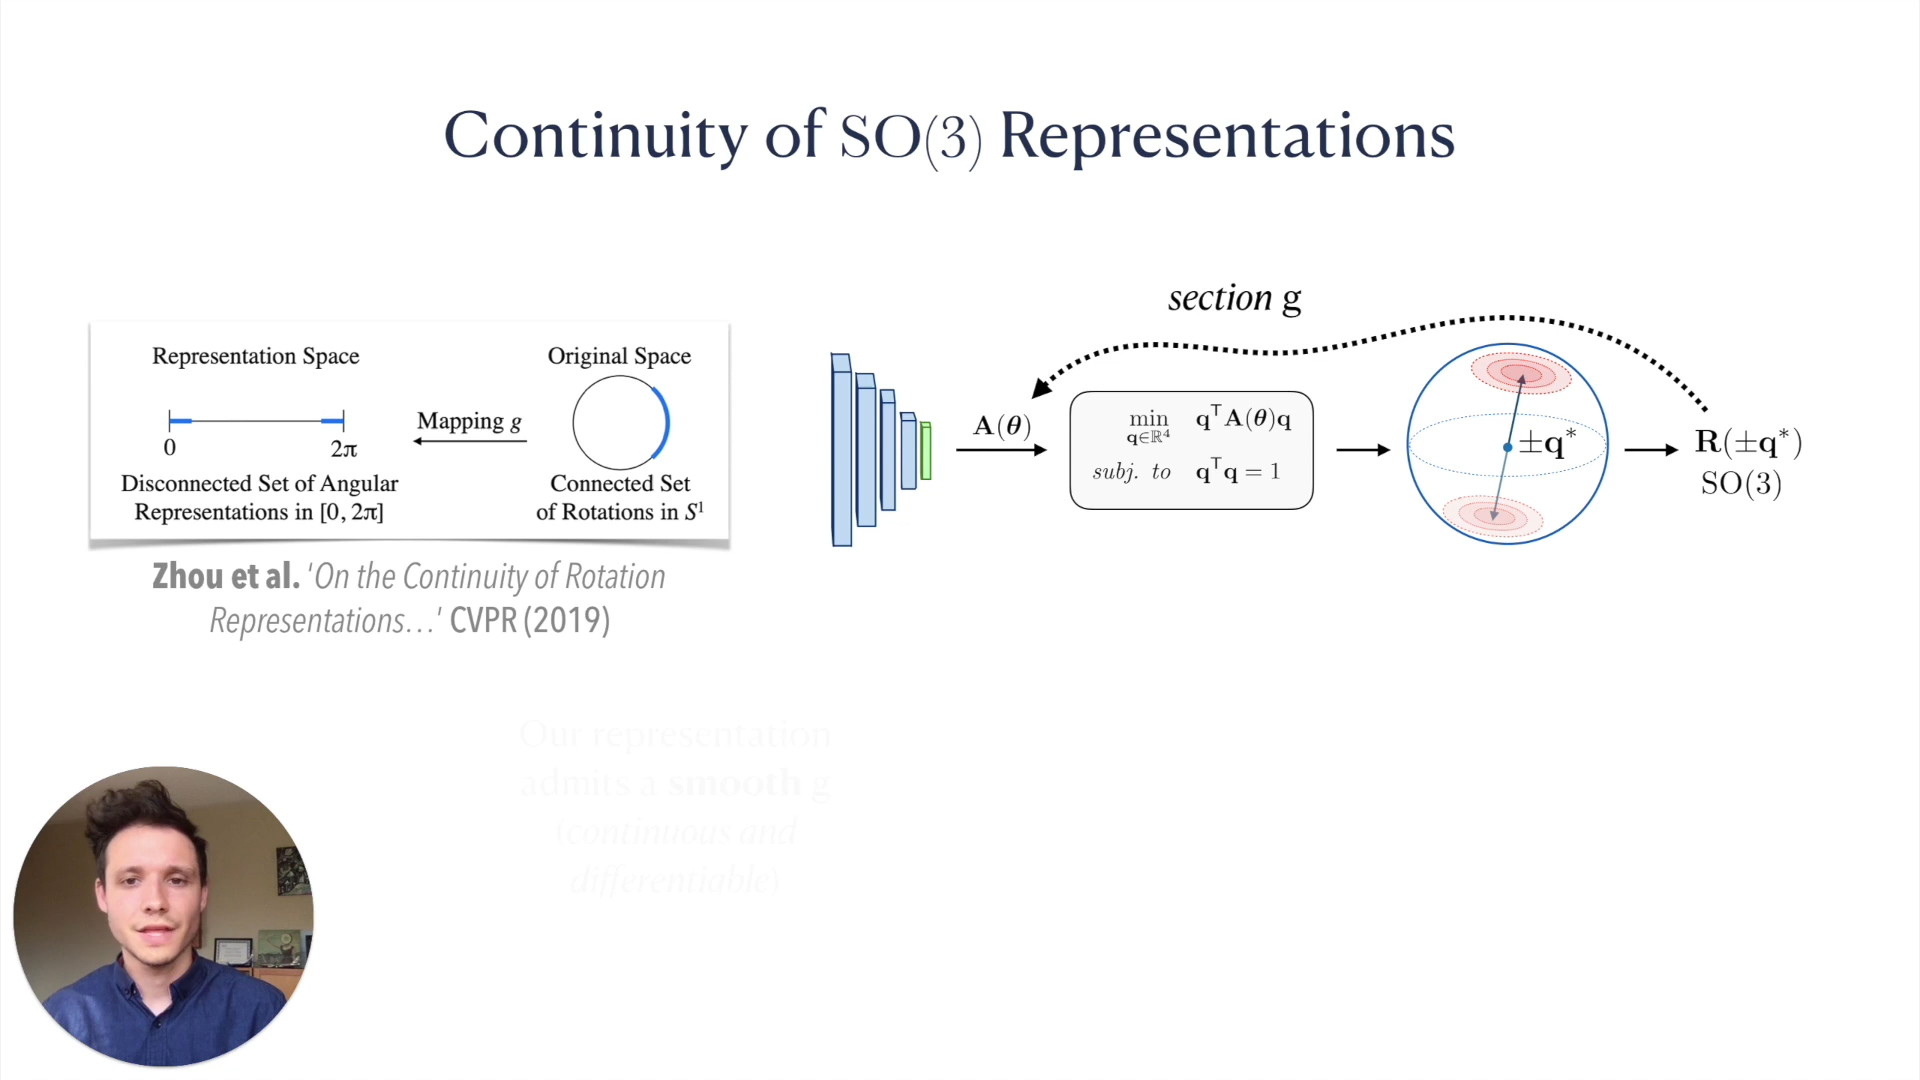 Continuity of SO(3) Representations
Representation Space
Original Space
Mapping g
0
2π
Disconnected Set of Angular
Representations in [0, 2π]
Connected Set
of Rotations in S¹
Zhou et al. 'On the Continuity of Rotation
Representations…' CVPR (2019)
section g
A(θ)
min q∈ℝ⁴ qᵀA(θ)q
subj. to qᵀq = 1
±q*
R(±q*)
SO(3)
Our representation
admits a smooth g
(continuous and
differentiable)